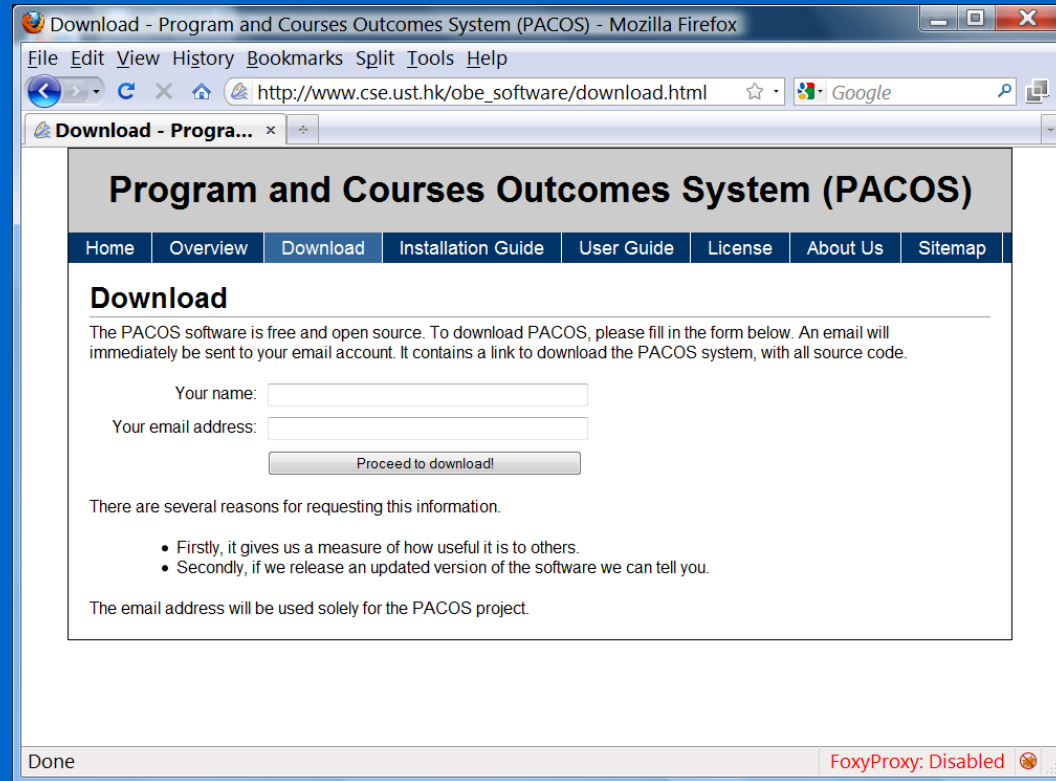 Download - Program and Courses Outcomes System (PACOS) - Mozilla Firefox
File Edit View History Bookmarks Split Tools Help
http://www.cse.ust.hk/obe_software/download.html Google
Download - Progra...
Program and Courses Outcomes System (PACOS)
Home Overview Download Installation Guide User Guide License About Us Sitemap
Download
The PACOS software is free and open source. To download PACOS, please fill in the form below. An email will
immediately be sent to your email account. It contains a link to download the PACOS system, with all source code.
Your name:
Your email address:
Proceed to download!
There are several reasons for requesting this information.
• Firstly, it gives us a measure of how useful it is to others.
• Secondly, if we release an updated version of the software we can tell you.
The email address will be used solely for the PACOS project.
Done FoxyProxy: Disabled